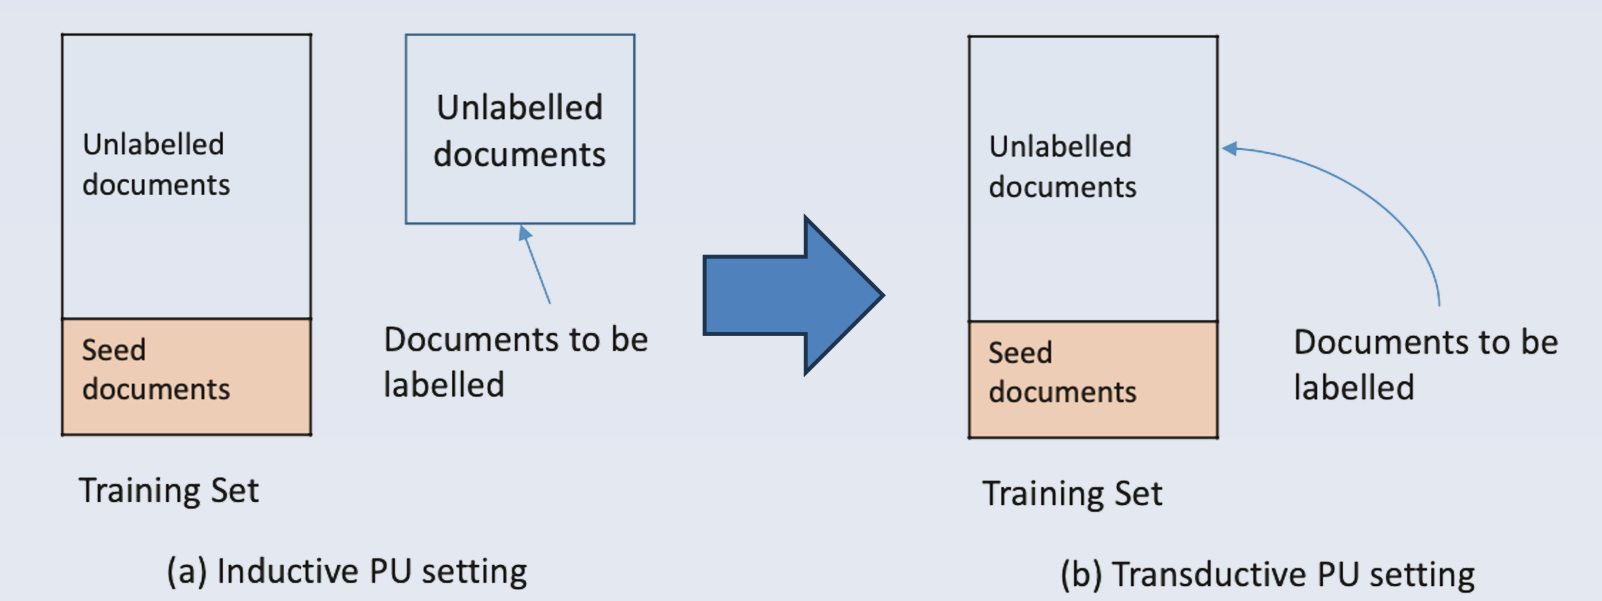 Unlabelled
documents
Seed
documents
Training Set
Unlabelled
documents
Documents to be
labelled
(a) Inductive PU setting
Unlabelled
documents
Seed
documents
Training Set
Documents to be
labelled
(b) Transductive PU setting